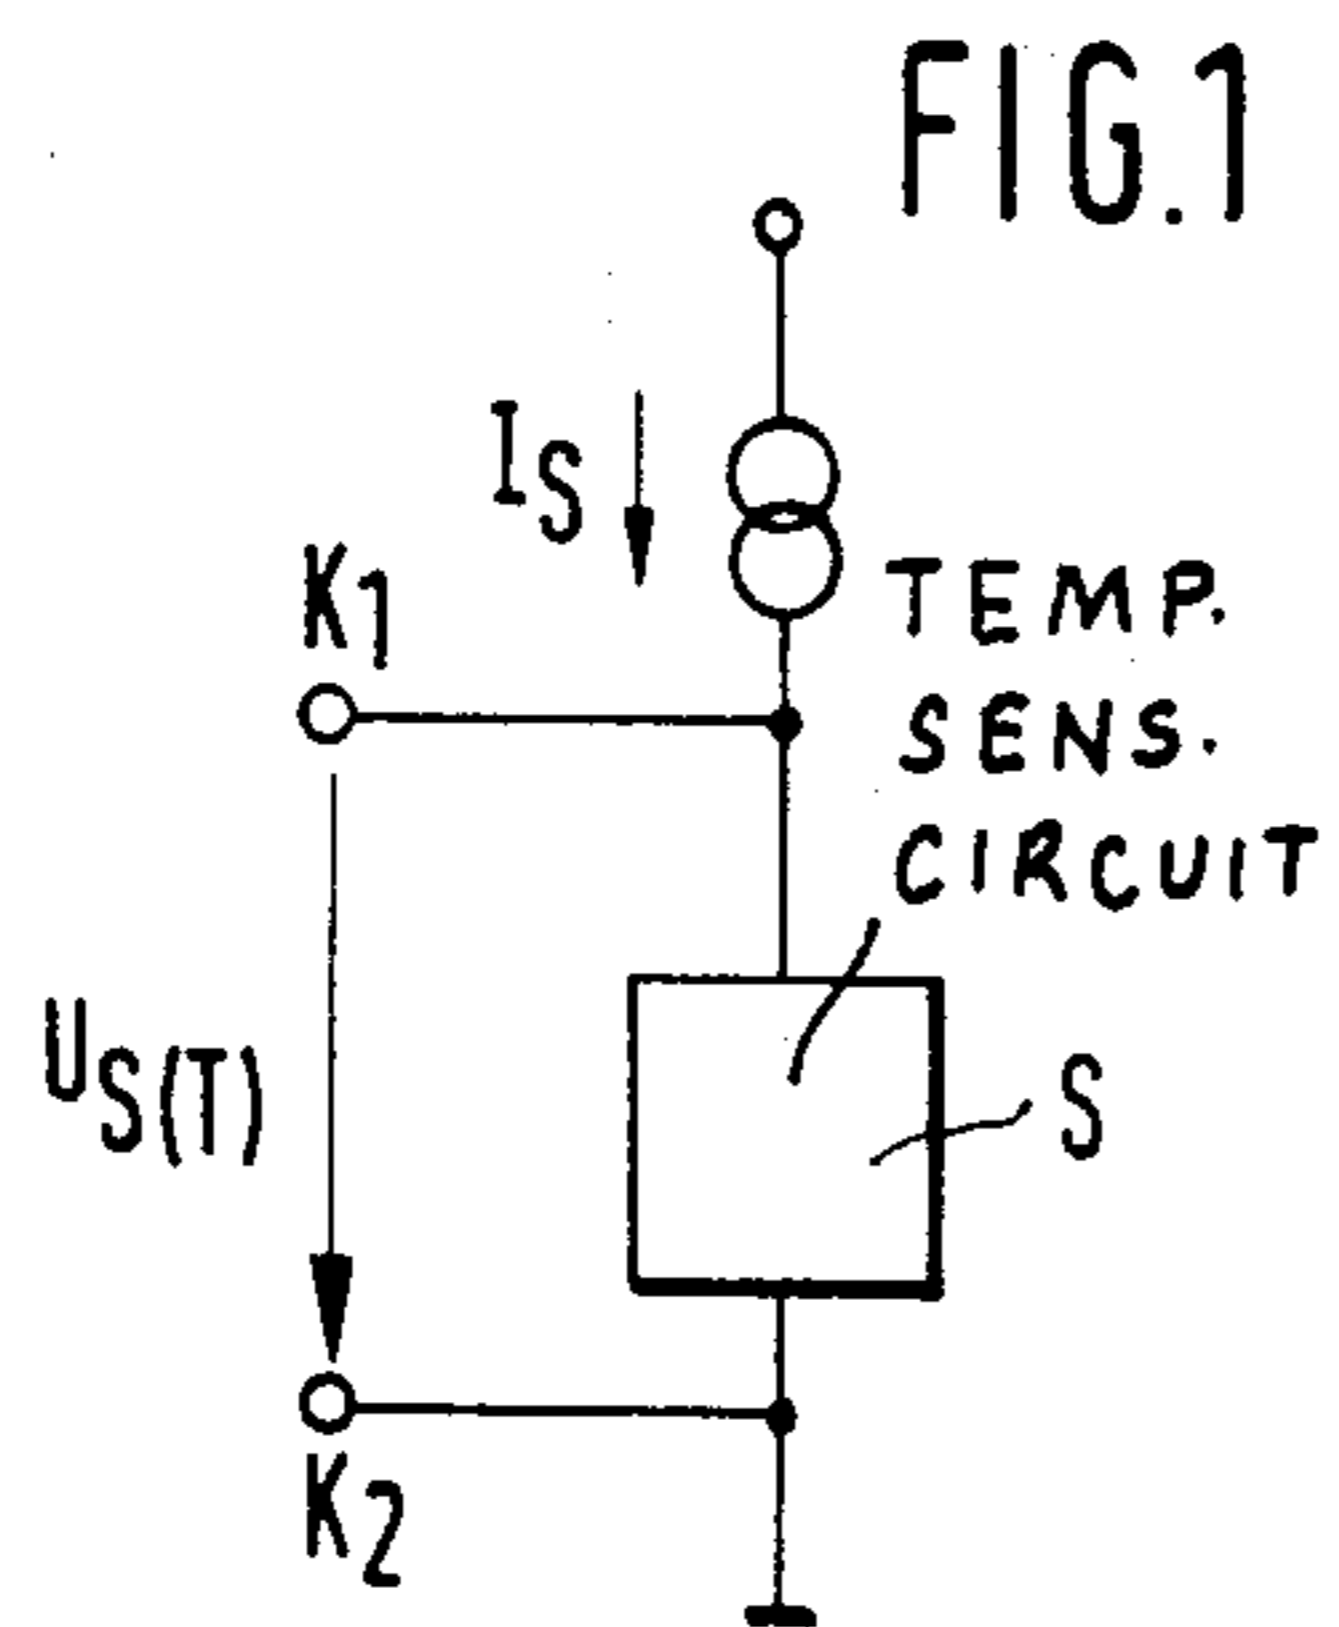 FIG.1
IS
K1
TEMP.
SENS.
CIRCUIT
US(T)
S
K2